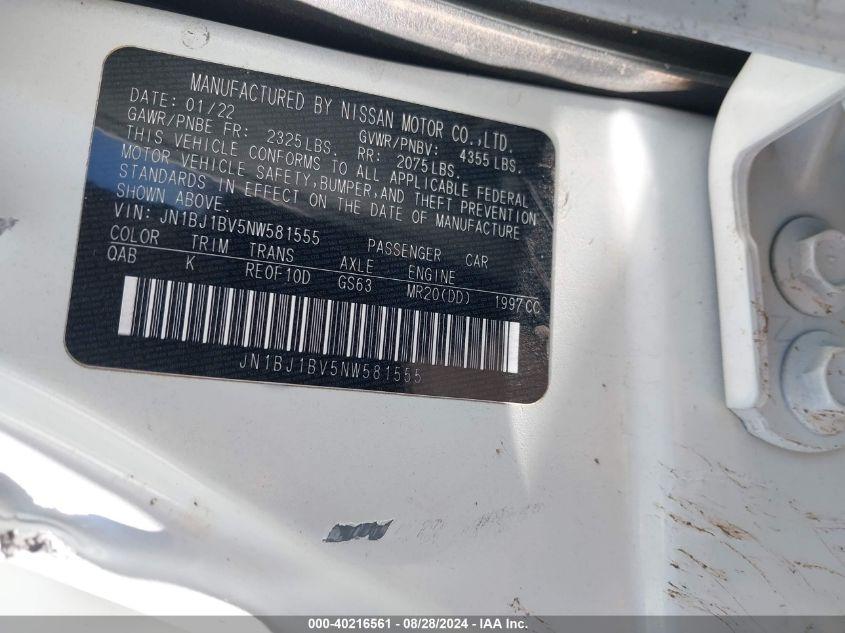 MANUFACTURED BY NISSAN MOTOR CO.,LTD.
DATE: 01/22 GVWR/PNBV: 4355 LBS.
GAWR/PNBE FR: 2325 LBS. RR: 2075 LBS.
THIS VEHICLE CONFORMS TO ALL APPLICABLE FEDERAL
MOTOR VEHICLE SAFETY, BUMPER, AND THEFT PREVENTION
STANDARDS IN EFFECT ON THE DATE OF MANUFACTURE
SHOWN ABOVE.
VIN: JN1BJ1BV5NW581555 PASSENGER CAR
COLOR TRIM TRANS AXLE ENGINE
QAB K RE0F10D GS63 MR20(DD) 1997CC
JN1BJ1BV5NW581555
000-40216561 | 08/28/2024 - IAA Inc.